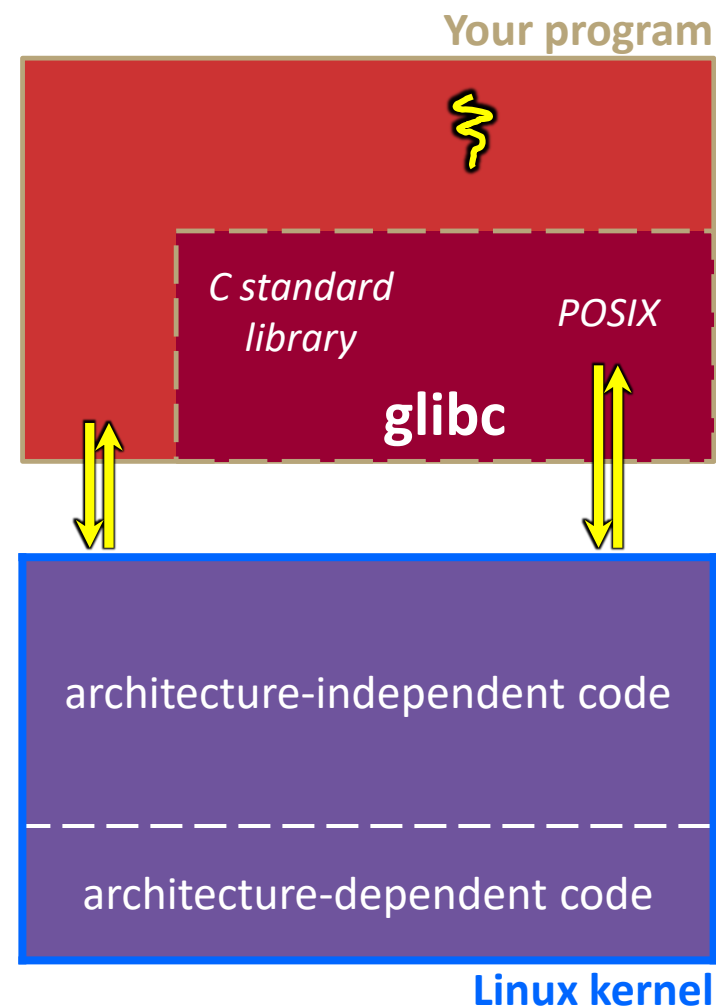 Your program
C standard
library
POSIX
glibc
architecture-independent code
architecture-dependent code
Linux kernel